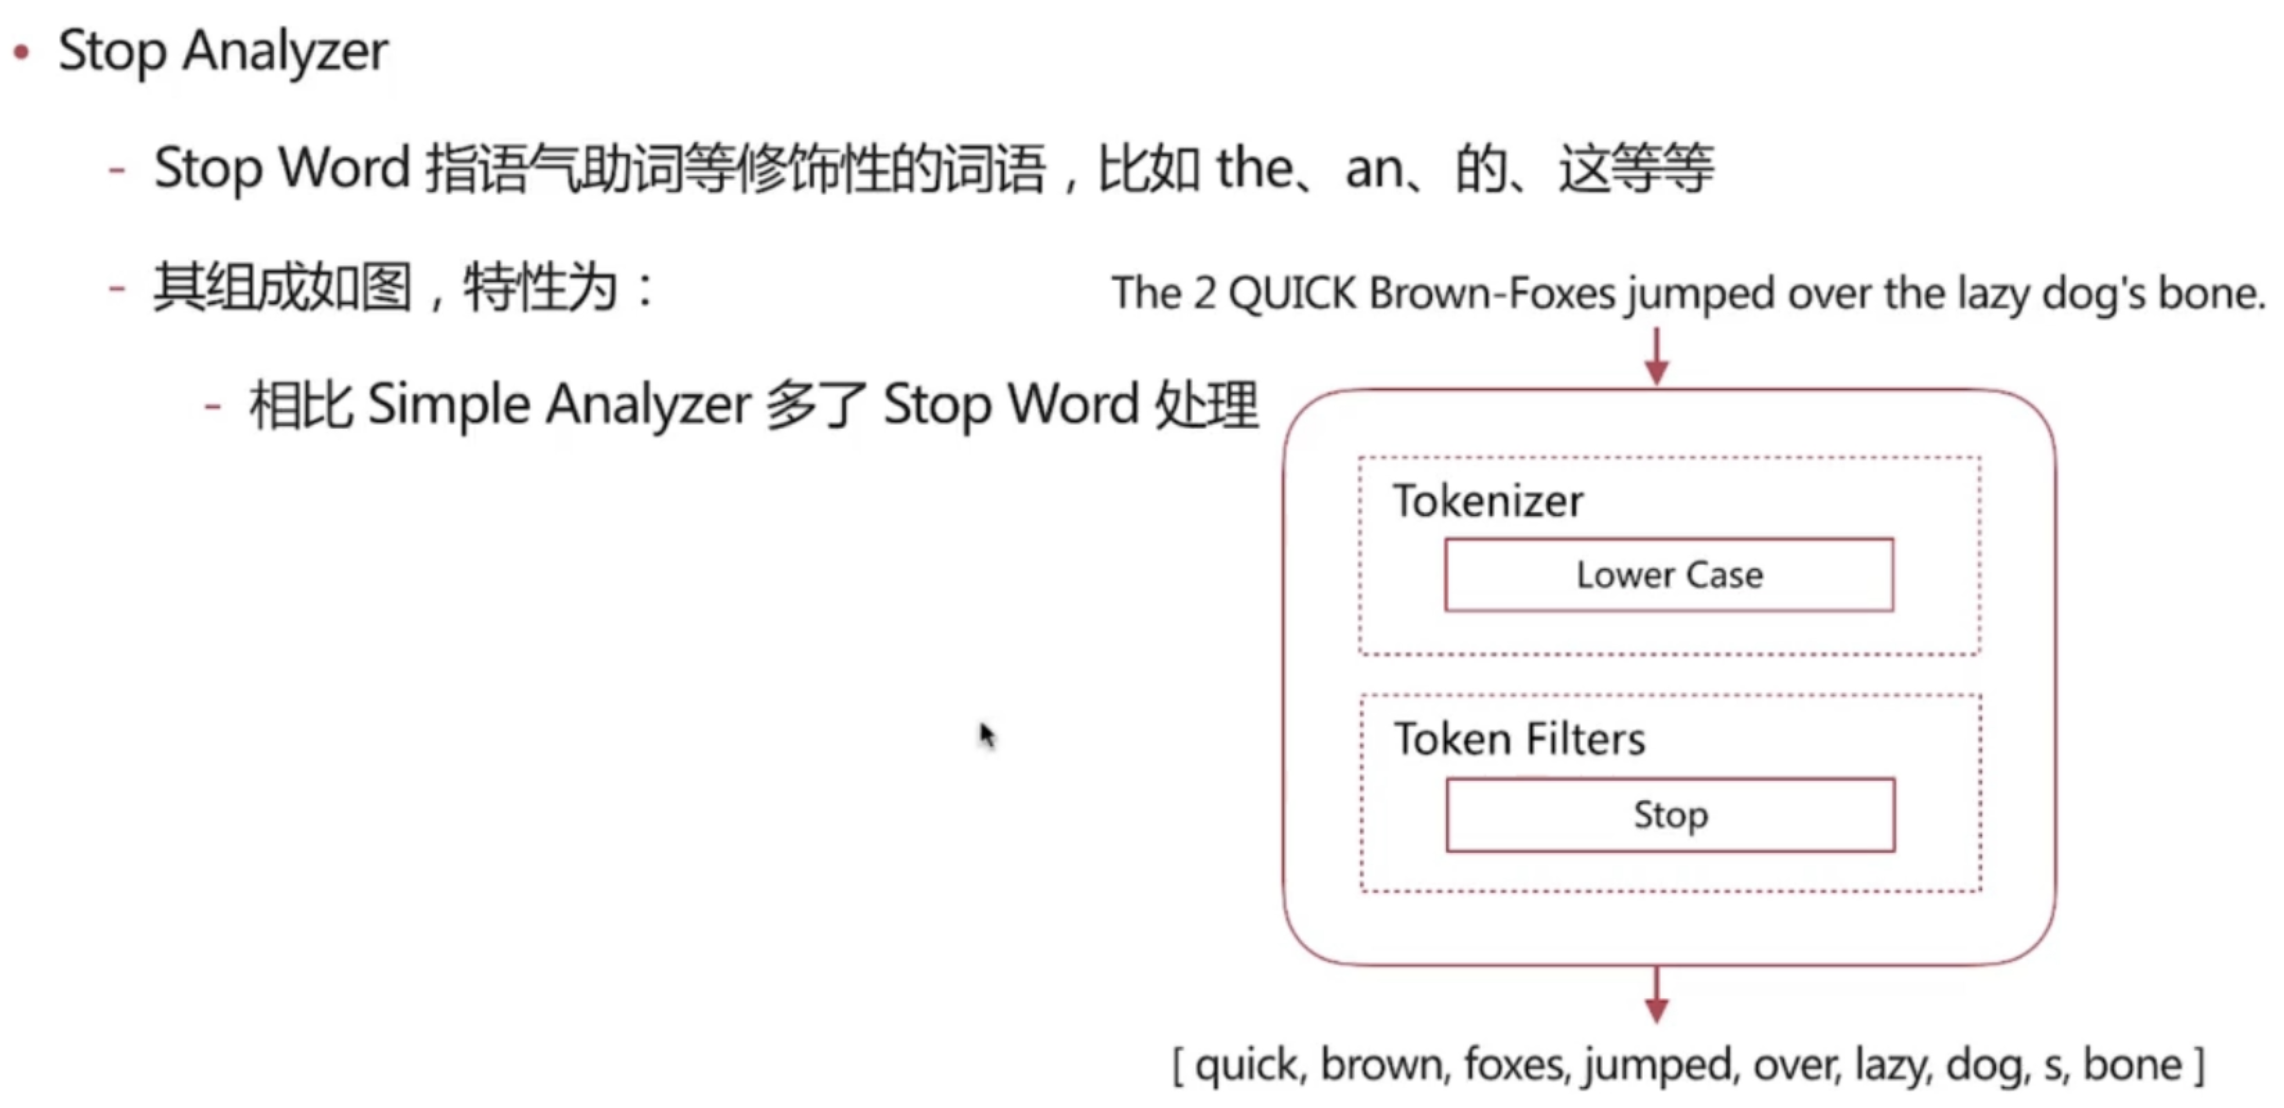 • Stop Analyzer
- Stop Word 指语气助词等修饰性的词语，比如 the、an、的、这等等
- 其组成如图，特性为：
- 相比 Simple Analyzer 多了 Stop Word 处理
The 2 QUICK Brown-Foxes jumped over the lazy dog's bone.
Tokenizer
Lower Case
Token Filters
Stop
[ quick, brown, foxes, jumped, over, lazy, dog, s, bone ]